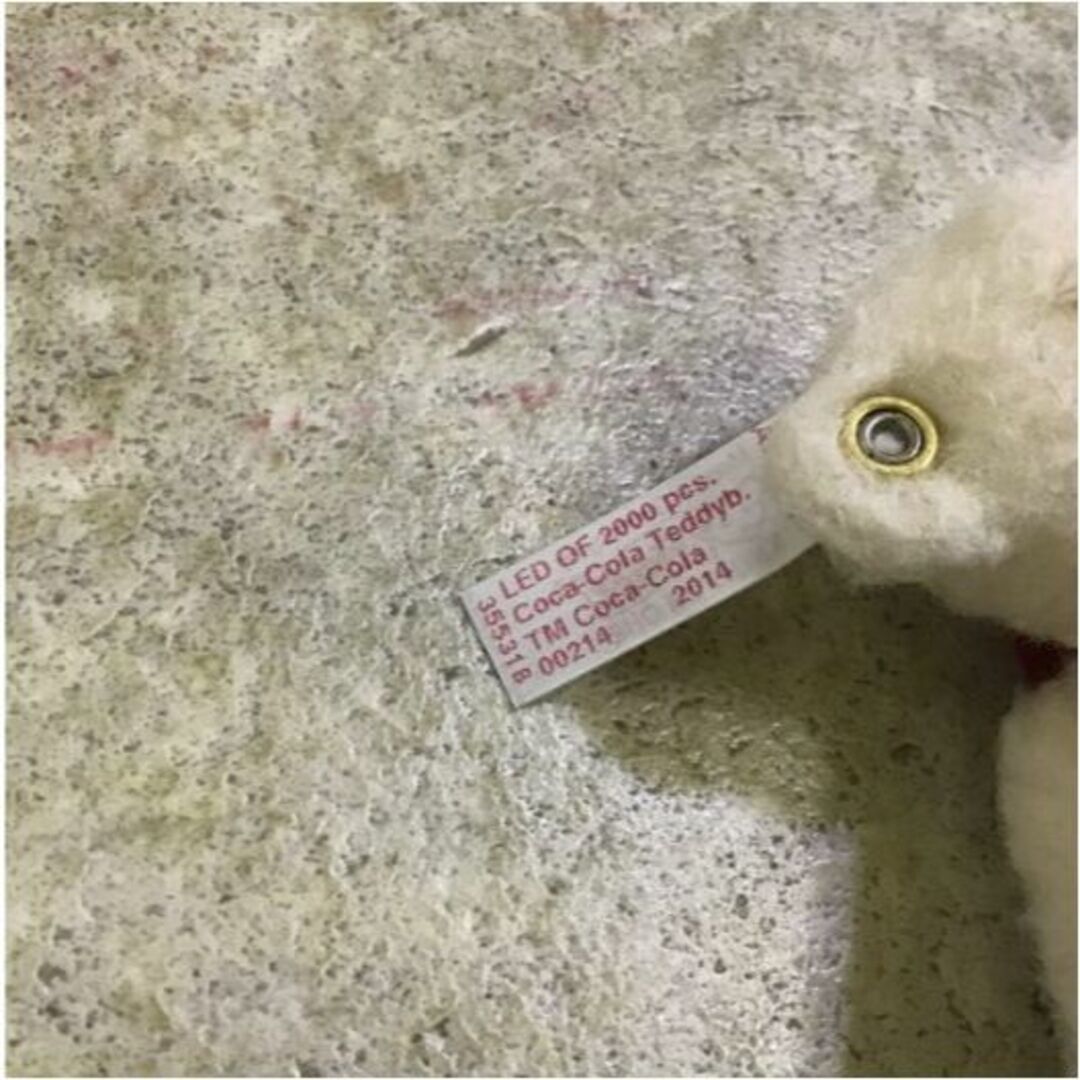 LED OF 2000 pcs.
Coca-Cola Teddyb.
TM Coca-Cola
00214 2014
355318